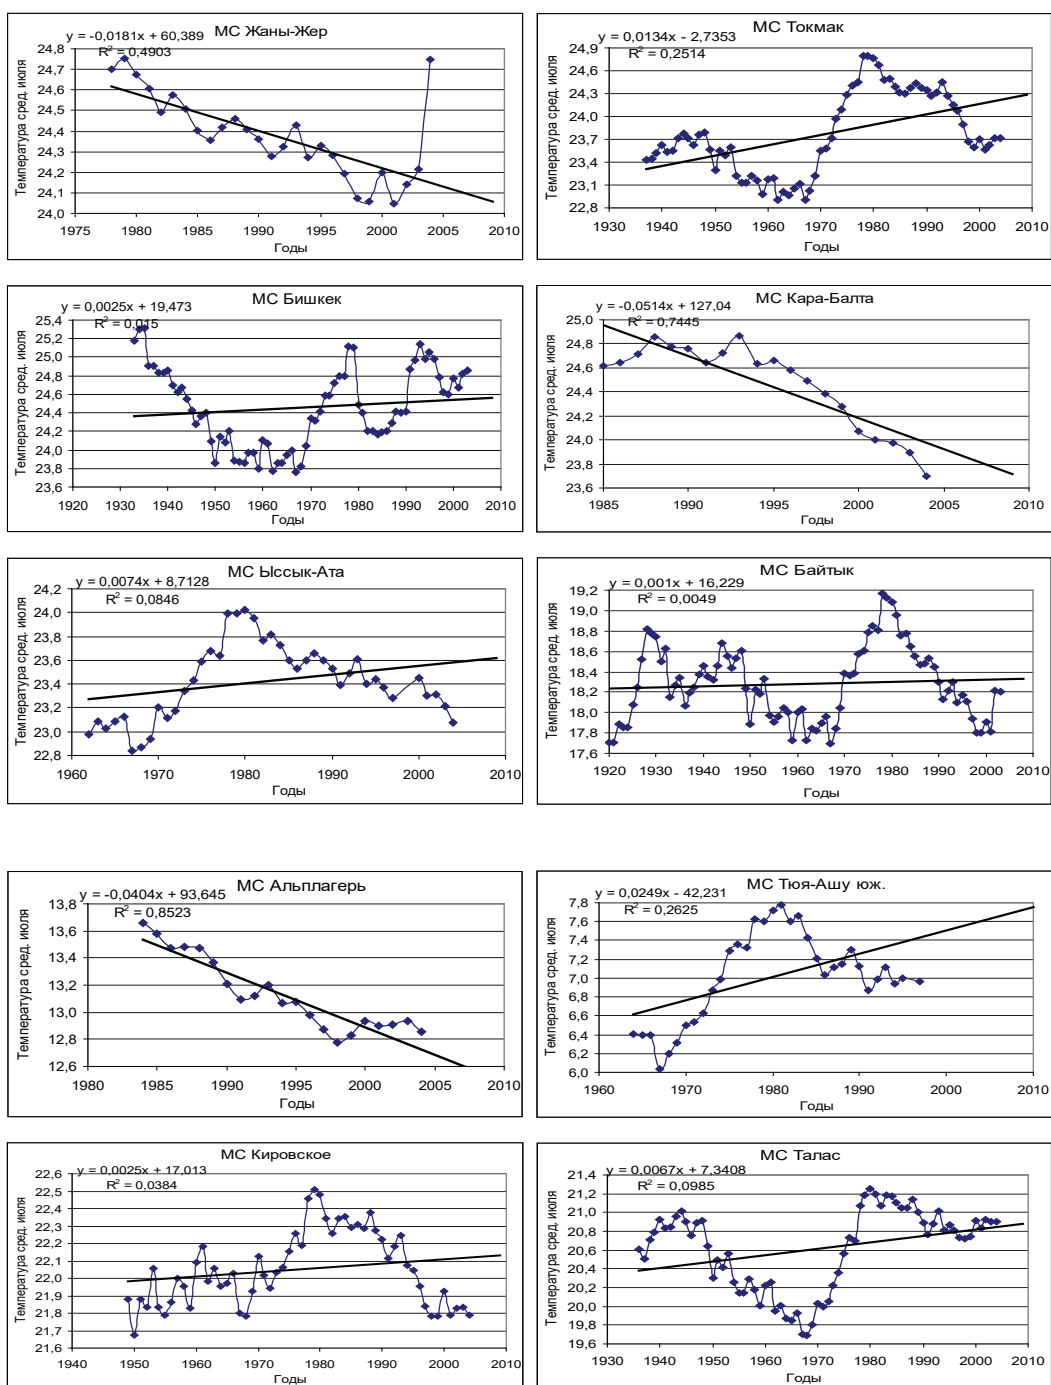 МС Жаны-Жер
y = -0,0181x + 60,389
R² = 0,4903
Температура сред. июля
24,8
24,7
24,6
24,5
24,4
24,3
24,2
24,1
24,0
1975 1980 1985 1990 1995 2000 2005 2010
Годы
МС Токмак
y = 0,0134x - 2,7353
R² = 0,2514
Температура сред. июля
24,9
24,6
24,3
24,0
23,7
23,4
23,1
22,8
1930 1940 1950 1960 1970 1980 1990 2000 2010
Годы
МС Бишкек
y = 0,0025x + 19,473
R² = 0,015
Температура сред. июля
25,4
25,2
25,0
24,8
24,6
24,4
24,2
24,0
23,8
23,6
1920 1930 1940 1950 1960 1970 1980 1990 2000 2010
Годы
МС Кара-Балта
y = -0,0514x + 127,04
R² = 0,7445
Температура сред. июля
25,0
24,8
24,6
24,4
24,2
24,0
23,8
23,6
1985 1990 1995 2000 2005 2010
Годы
МС Ыссык-Ата
y = 0,0074x + 8,7128
R² = 0,0846
Температура сред. июля
24,2
24,0
23,8
23,6
23,4
23,2
23,0
22,8
1960 1970 1980 1990 2000 2010
Годы
МС Байтык
y = 0,001x + 16,229
R² = 0,0049
Температура сред. июля
19,2
19,0
18,8
18,6
18,4
18,2
18,0
17,8
17,6
1920 1930 1940 1950 1960 1970 1980 1990 2000 2010
Годы
МС Альплагерь
y = -0,0404x + 93,645
R² = 0,8523
Температура сред. июля
13,8
13,6
13,4
13,2
13,0
12,8
12,6
1980 1985 1990 1995 2000 2005 2010
Годы
МС Тюя-Ашу юж.
y = 0,0249x - 42,231
R² = 0,2625
Температура сред. июля
7,8
7,6
7,4
7,2
7,0
6,8
6,6
6,4
6,2
6,0
1960 1970 1980 1990 2000 2010
Годы
МС Кировское
y = 0,0025x + 17,013
R² = 0,0384
Температура сред. июля
22,6
22,5
22,4
22,3
22,2
22,1
22,0
21,9
21,8
21,7
21,6
1940 1950 1960 1970 1980 1990 2000 2010
Годы
МС Талас
y = 0,0067x + 7,3408
R² = 0,0985
Температура сред. июля
21,4
21,2
21,0
20,8
20,6
20,4
20,2
20,0
19,8
19,6
1930 1940 1950 1960 1970 1980 1990 2000 2010
Годы